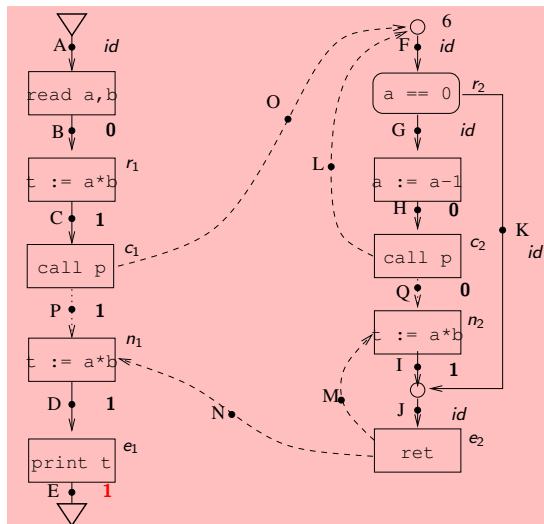 A id
read a,b
B 0
r1
t := a*b
C 1
c1
call p
P 1
n1
t := a*b
D 1
e1
print t
E 1
O
L
N
M
6
F id
r2
a == 0
G id
a := a-1
H 0
K
id
c2
call p
Q 0
n2
t := a*b
I 1
J id
e2
ret